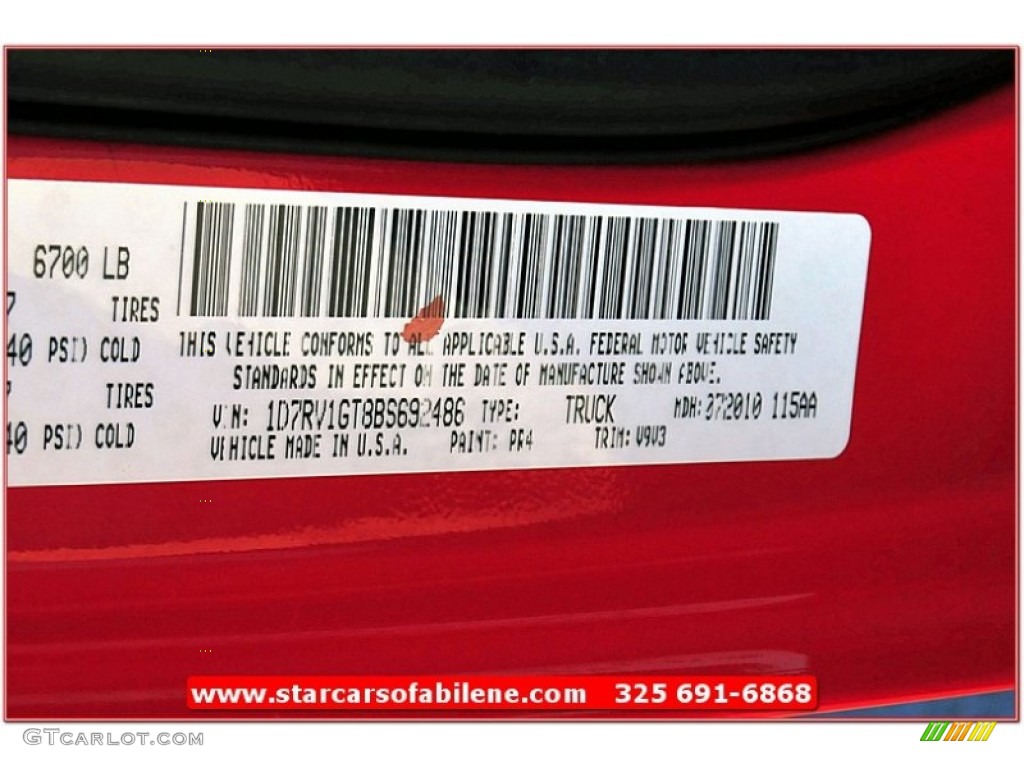 6700 LB
7 TIRES
40 PSI) COLD
THIS VEHICLE CONFORMS TO ALL APPLICABLE U.S.A. FEDERAL MOTOR VEHICLE SAFETY
STANDARDS IN EFFECT ON THE DATE OF MANUFACTURE SHOWN ABOVE.
TIRES
VIN: 1D7RV1GT8BS692486 TYPE: TRUCK MDH: 072010 115AA
40 PSI) COLD
VEHICLE MADE IN U.S.A. PAINT: PR4 TRIM: V9V3
www.starcarsofabilene.com 325 691-6868
GTCARLOT.COM